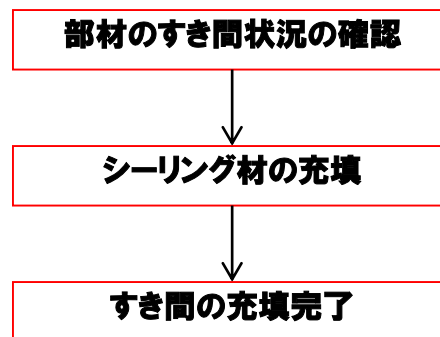 部材のすき間状況の確認
シーリング材の充填
すき間の充填完了